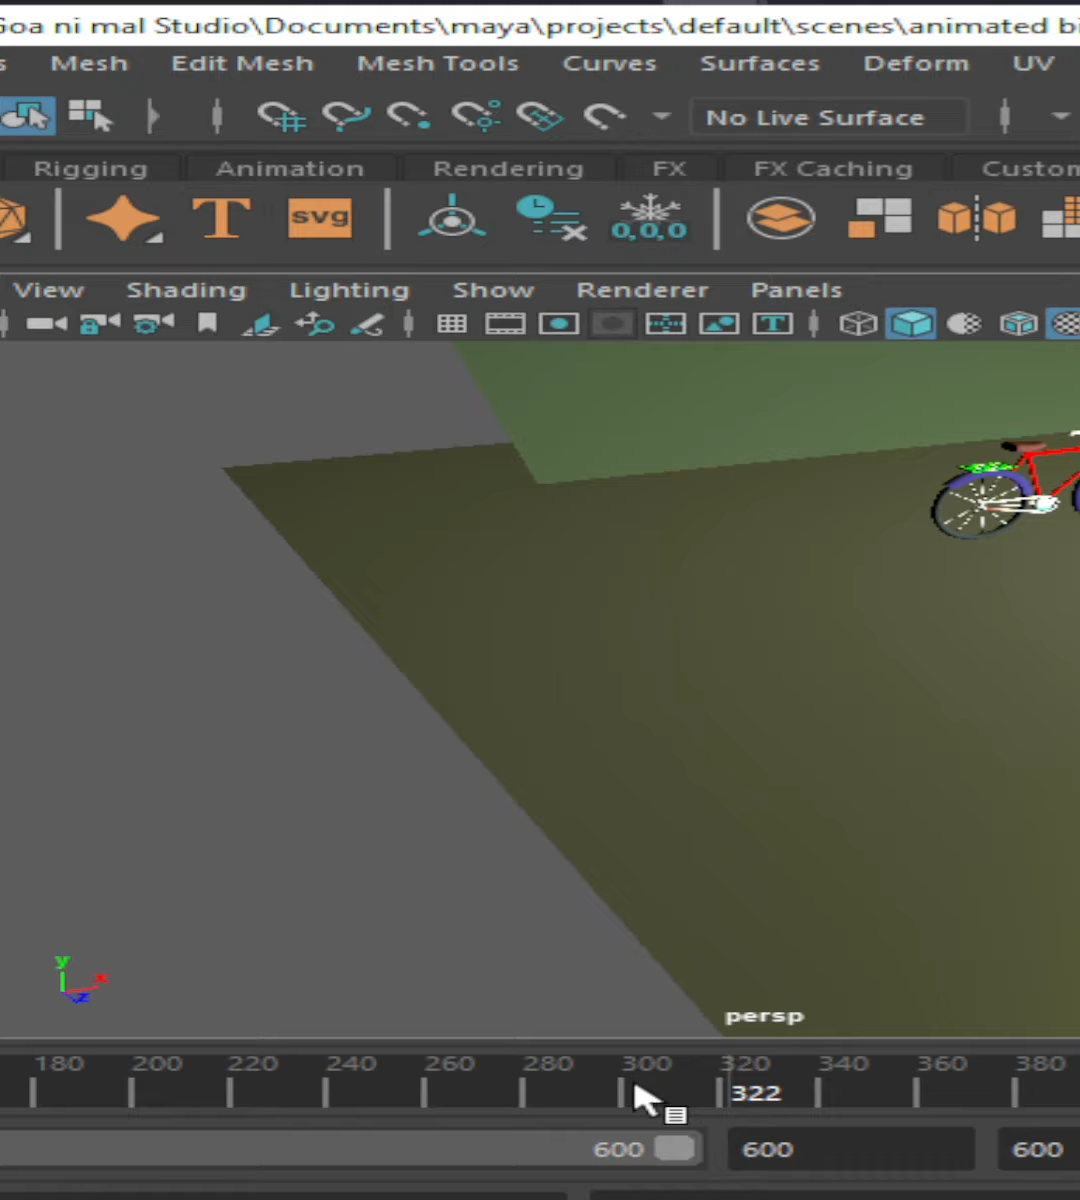 Goa ni mal Studio\Documents\maya\projects\default\scenes\animated bi
s Mesh Edit Mesh Mesh Tools Curves Surfaces Deform UV
No Live Surface
Rigging Animation Rendering FX FX Caching Custom
T svg 0,0,0
View Shading Lighting Show Renderer Panels
T
y x z
persp
180 200 220 240 260 280 300 320 340 360 380
322
600 600 600